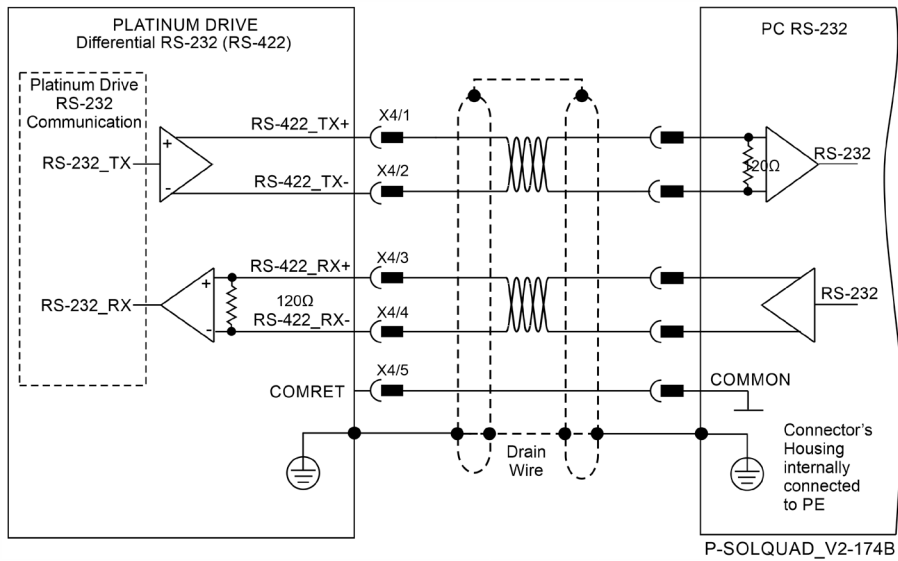 PLATINUM DRIVE
Differential RS-232 (RS-422)
PC RS-232
Platinum Drive
RS-232
Communication
RS-422_TX+
X4/1
+
RS-232_TX
120Ω
RS-232
X4/2
RS-422_TX-
-
RS-422_RX+
X4/3
+
RS-232_RX
120Ω
RS-232
X4/4
RS-422_RX-
-
X4/5
COMRET
COMMON
Drain
Wire
Connector's
Housing
internally
connected
to PE
P-SOLQUAD_V2-174B